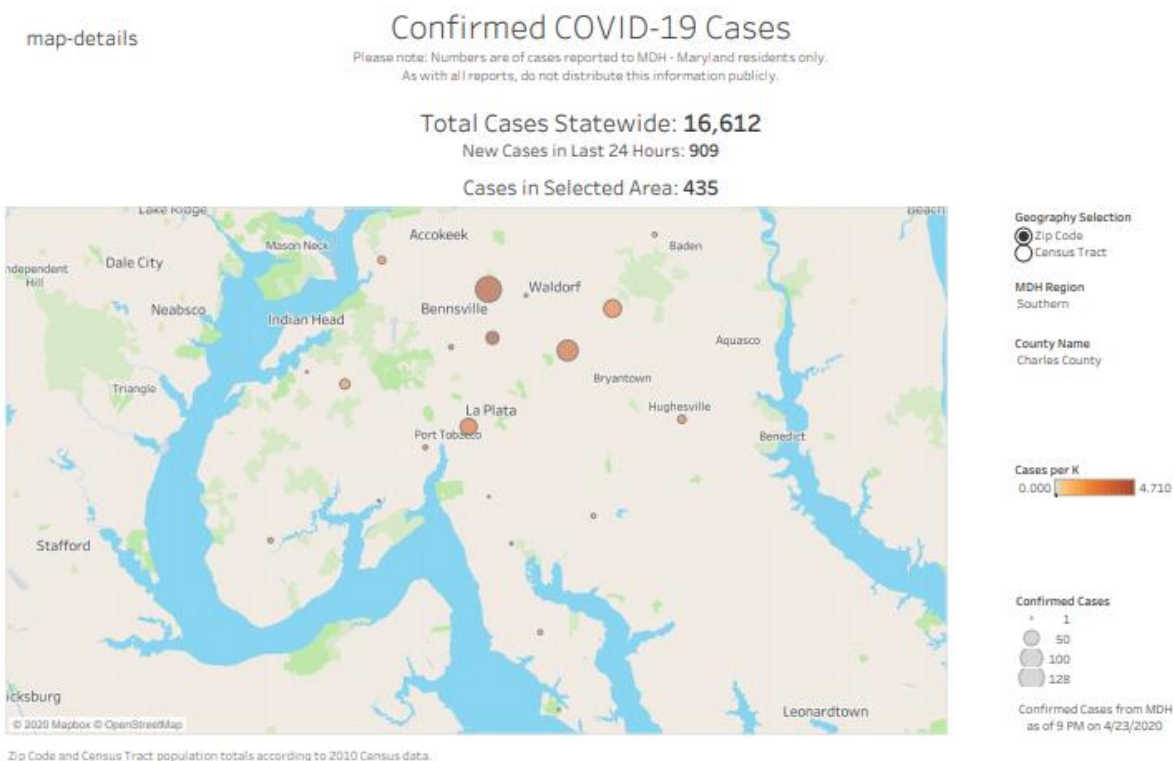 map-details
Confirmed COVID-19 Cases
Please note: Numbers are of cases reported to MDH - Maryland residents only.
As with all reports, do not distribute this information publicly.
Total Cases Statewide: 16,612
New Cases in Last 24 Hours: 909
Cases in Selected Area: 435
Lake Ridge
Accokeek
Beach
Mason Neck
Baden
Dale City
ndependent
Hill
Waldorf
Neabsco
Bennsville
Indian Head
Aquasco
Triangle
Bryantown
La Plata
Hughesville
Port Tobacco
Benedict
Stafford
icksburg
Leonardtown
© 2020 Mapbox © OpenStreetMap
Geography Selection
Zip Code
Census Tract
MDH Region
Southern
County Name
Charles County
Cases per K
0.000 4.710
Confirmed Cases
1
50
100
128
Confirmed Cases from MDH
as of 9 PM on 4/23/2020
Zip Code and Census Tract population totals according to 2010 Census data.